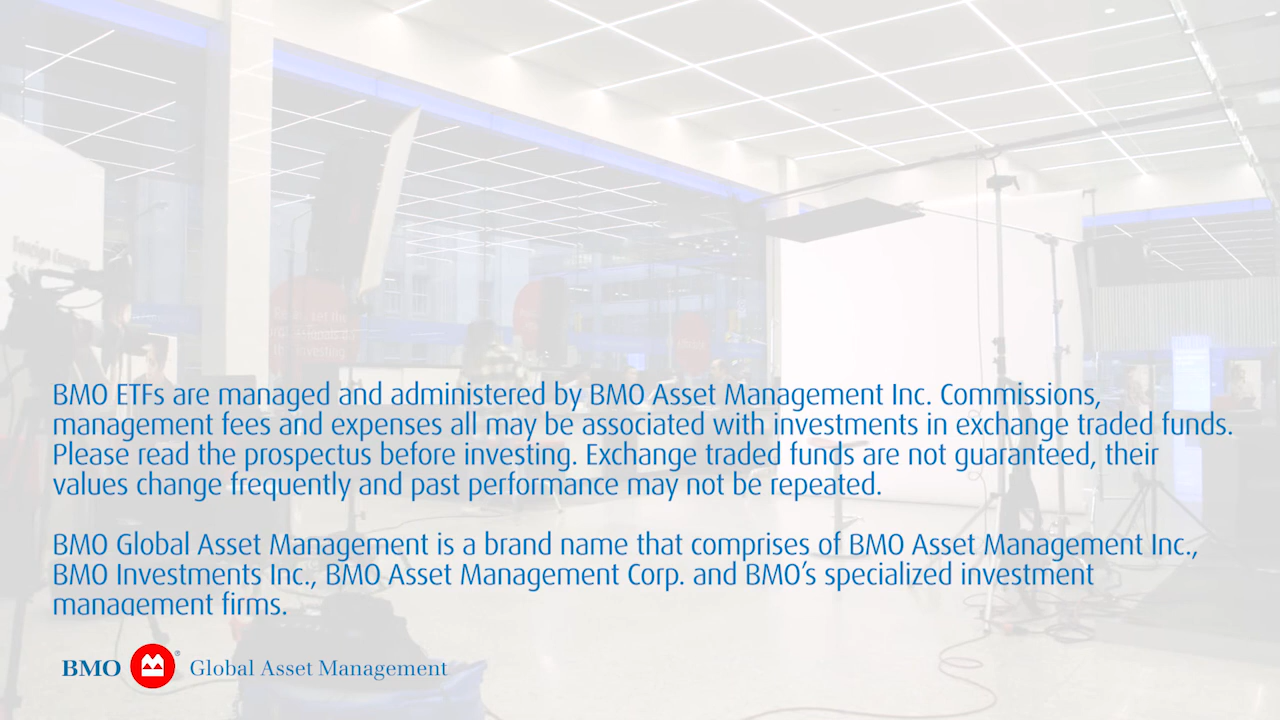 BMO ETFs are managed and administered by BMO Asset Management Inc. Commissions,
management fees and expenses all may be associated with investments in exchange traded funds.
Please read the prospectus before investing. Exchange traded funds are not guaranteed, their
values change frequently and past performance may not be repeated.
BMO Global Asset Management is a brand name that comprises of BMO Asset Management Inc.,
BMO Investments Inc., BMO Asset Management Corp. and BMO’s specialized investment
management firms.
BMO ® Global Asset Management